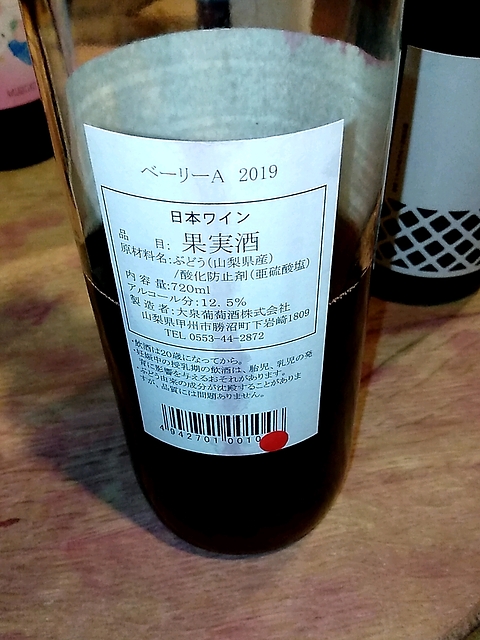 ベーリーA 2019
日本ワイン
品目: 果実酒
原材料名:ぶどう(山梨県産)
/酸化防止剤(亜硫酸塩)
内容量:720ml
アルコール分:12.5%
製造者:大泉葡萄酒株式会社
山梨県甲州市勝沼町下岩崎1809
TEL 0553-44-2872
・飲酒は20歳になってから。
・妊娠中の授乳期の飲酒は、胎児、乳児の発
育に影響を与えるおそれがあります。
・ぶどう由来の成分が沈殿することがありま
すが、品質には問題ありません。
4 942701 0010